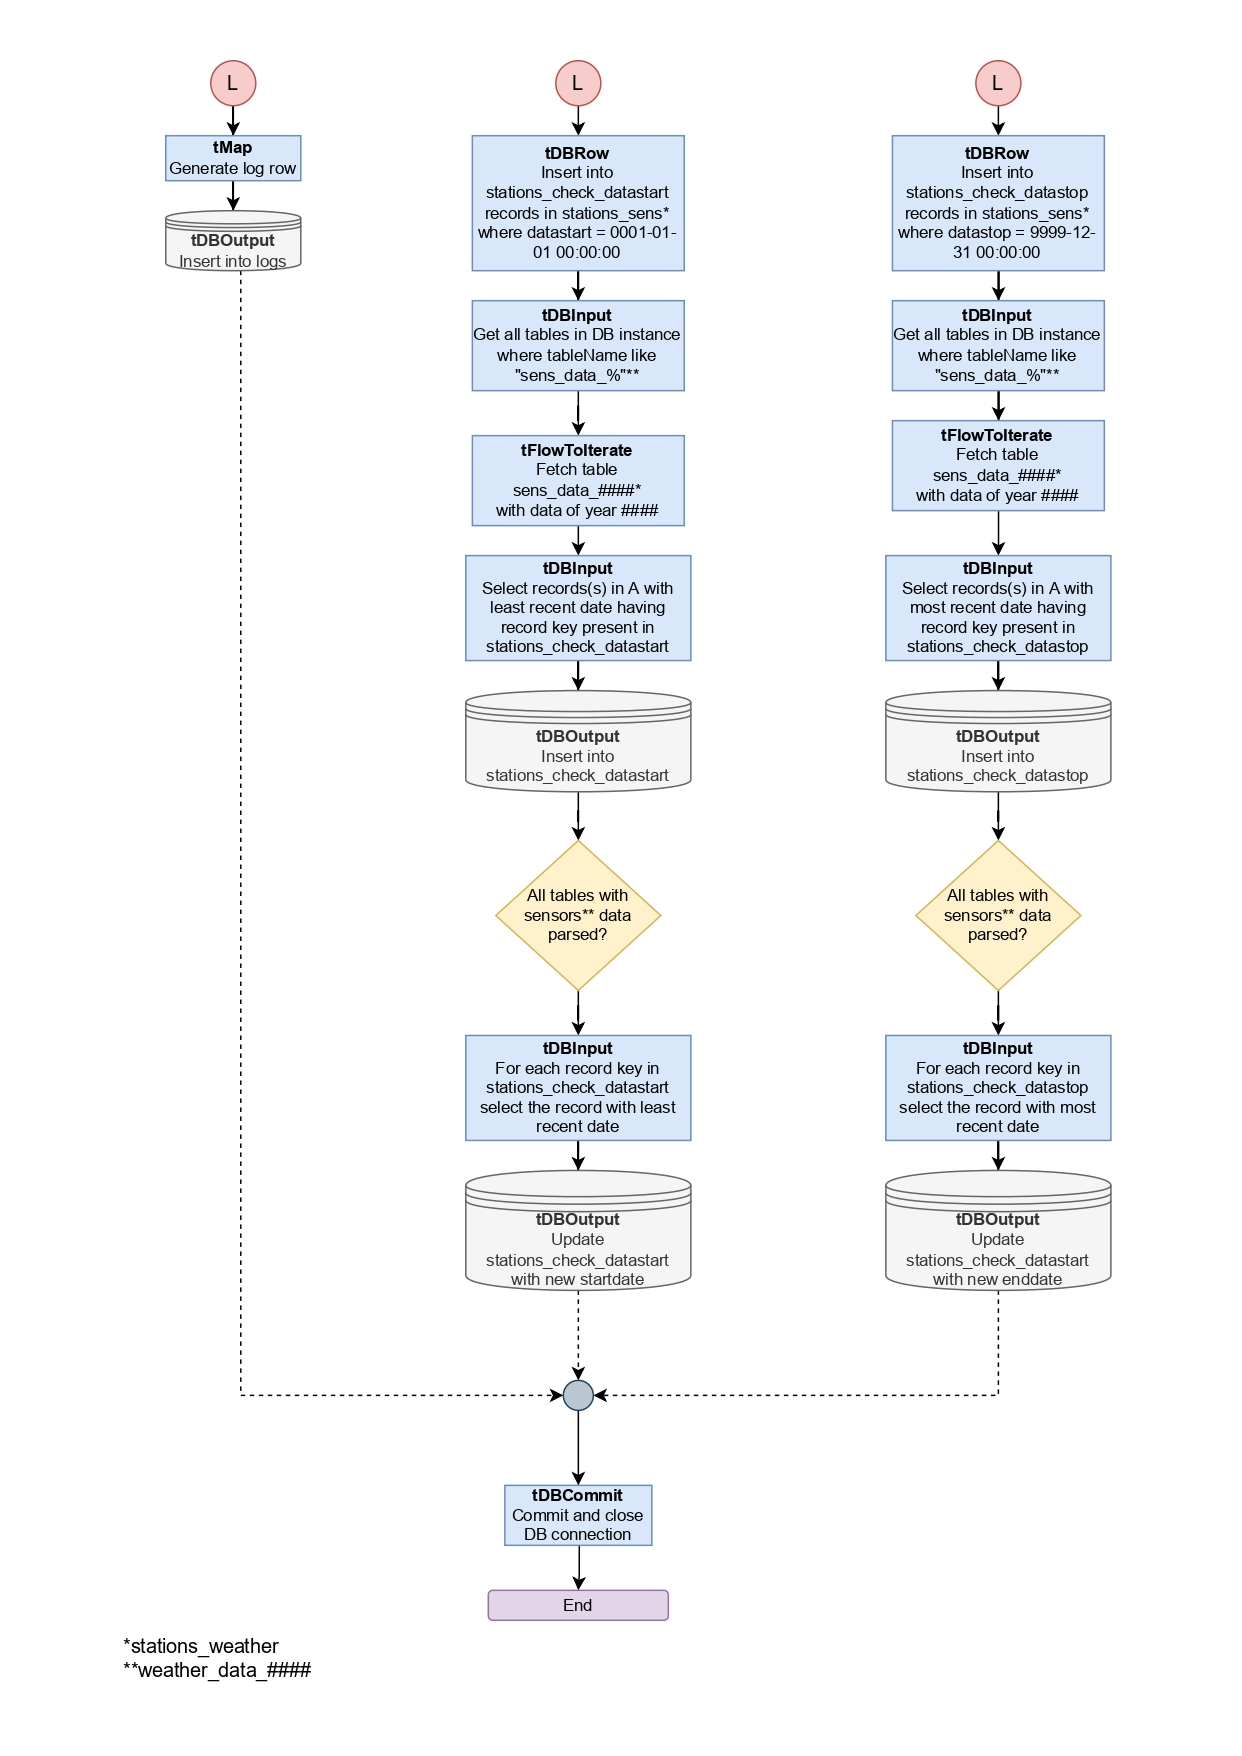 L
tMap
Generate log row
tDBOutput
Insert into logs
L
tDBRow
Insert into
stations_check_datastart
records in stations_sens*
where datastart = 0001-01-
01 00:00:00
tDBInput
Get all tables in DB instance
where tableName like
"sens_data_%"**
tFlowToIterate
Fetch table
sens_data_####*
with data of year ####
tDBInput
Select records(s) in A with
least recent date having
record key present in
stations_check_datastart
tDBOutput
Insert into
stations_check_datastart
All tables with
sensors** data
parsed?
tDBInput
For each record key in
stations_check_datastart
select the record with least
recent date
tDBOutput
Update
stations_check_datastart
with new startdate
L
tDBRow
Insert into
stations_check_datastop
records in stations_sens*
where datastop = 9999-12-
31 00:00:00
tDBInput
Get all tables in DB instance
where tableName like
"sens_data_%"**
tFlowToIterate
Fetch table
sens_data_####*
with data of year ####
tDBInput
Select records(s) in A with
most recent date having
record key present in
stations_check_datastop
tDBOutput
Insert into
stations_check_datastop
All tables with
sensors** data
parsed?
tDBInput
For each record key in
stations_check_datastop
select the record with most
recent date
tDBOutput
Update
stations_check_datastart
with new enddate
tDBCommit
Commit and close
DB connection
End
*stations_weather
**weather_data_####